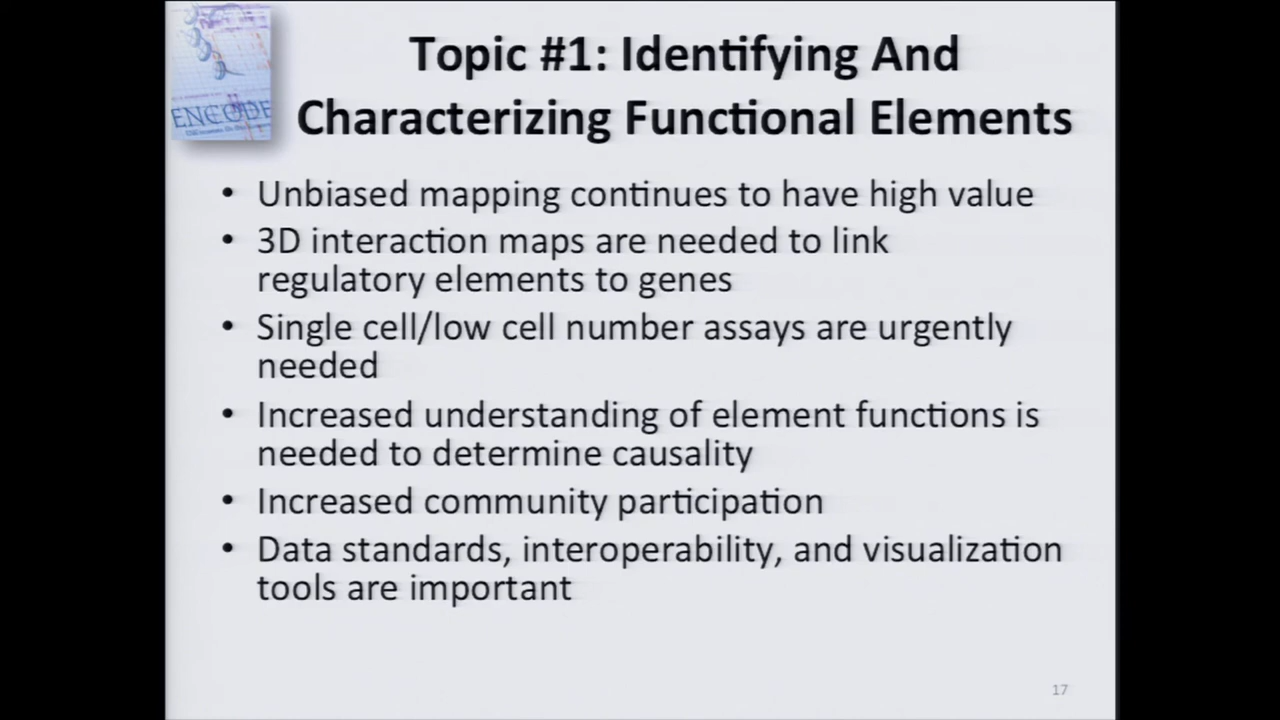 Topic #1: Identifying And
Characterizing Functional Elements
ENCODE
• Unbiased mapping continues to have high value
• 3D interaction maps are needed to link
regulatory elements to genes
• Single cell/low cell number assays are urgently
needed
• Increased understanding of element functions is
needed to determine causality
• Increased community participation
• Data standards, interoperability, and visualization
tools are important
17